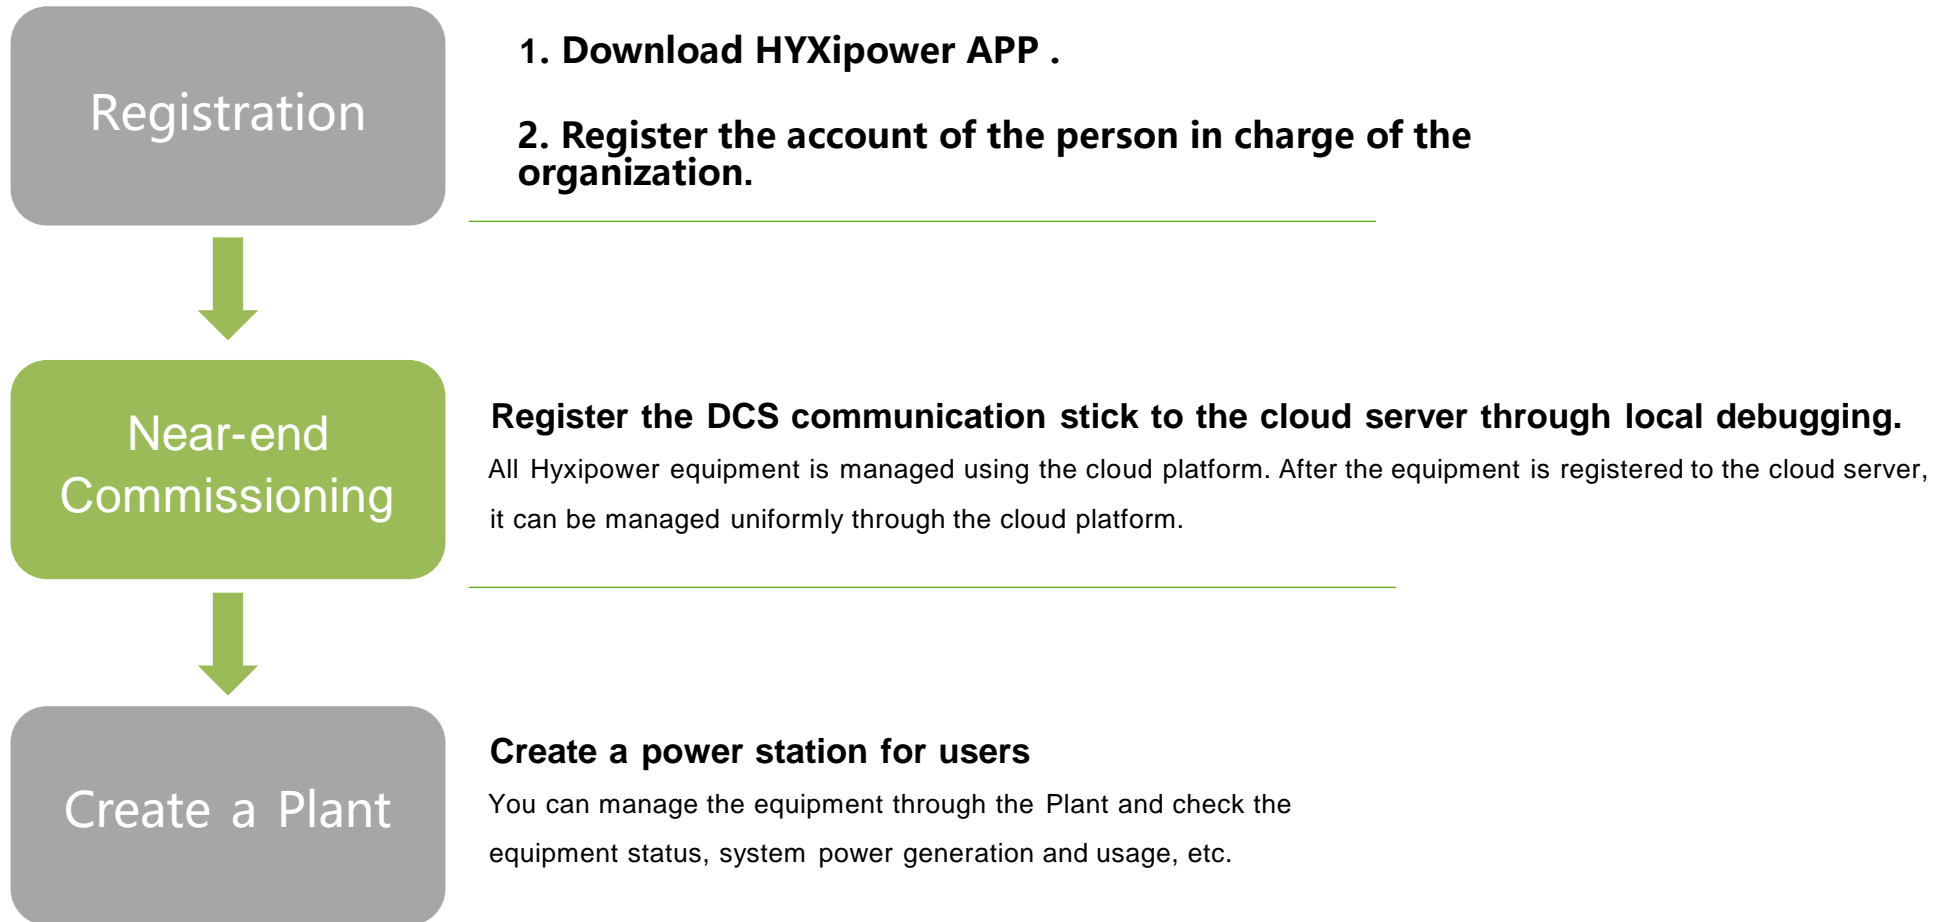 Registration
1. Download HYXipower APP .
2. Register the account of the person in charge of the
organization.
Near-end
Commissioning
Register the DCS communication stick to the cloud server through local debugging.
All Hyxipower equipment is managed using the cloud platform. After the equipment is registered to the cloud server,
it can be managed uniformly through the cloud platform.
Create a Plant
Create a power station for users
You can manage the equipment through the Plant and check the
equipment status, system power generation and usage, etc.